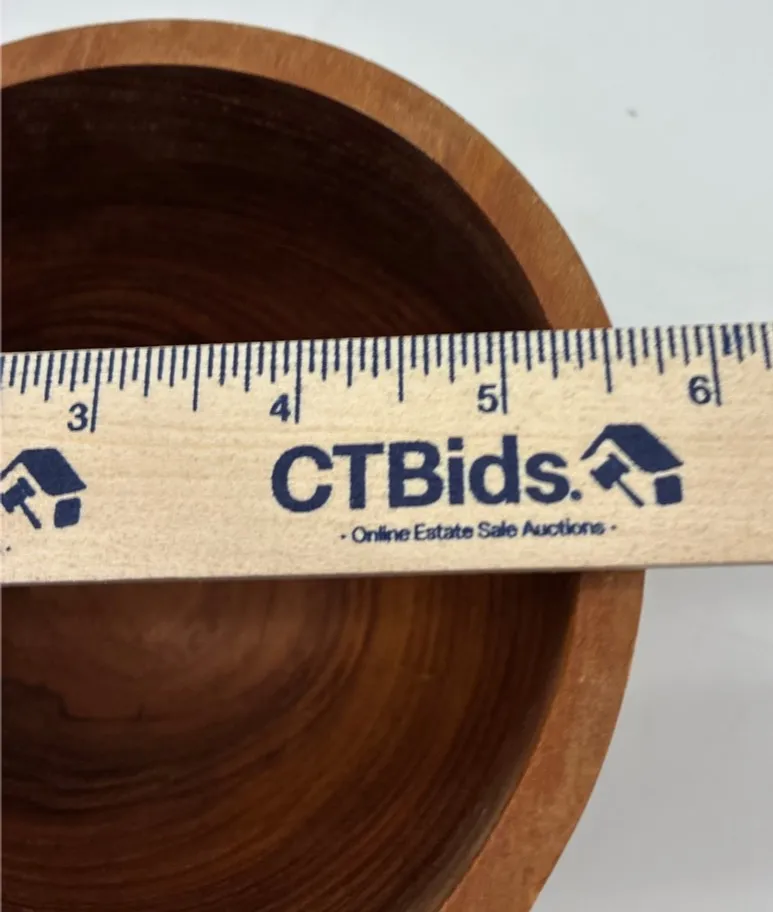 3 4 5 6
CTBids.
- Online Estate Sale Auctions -